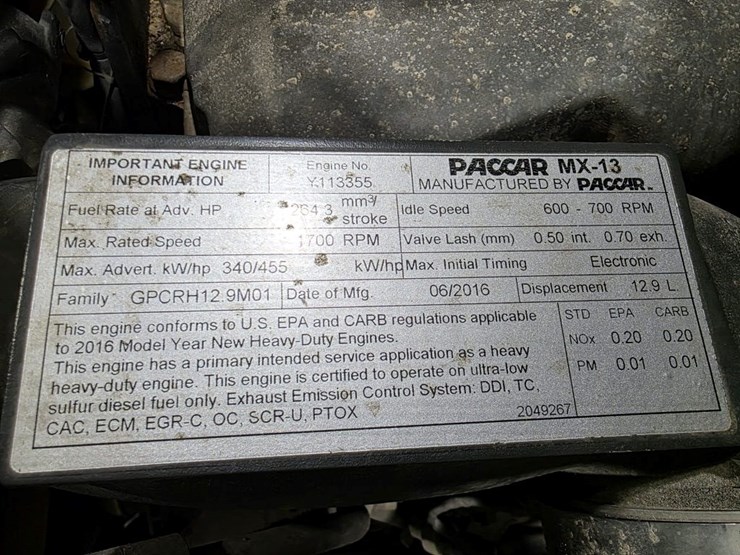 IMPORTANT ENGINE
INFORMATION
Engine No.
Y113355
PACCAR MX-13
MANUFACTURED BY PACCAR
Fuel Rate at Adv. HP 264.3 mm³/
stroke
Idle Speed 600 - 700 RPM
Max. Rated Speed 1700 RPM
Valve Lash (mm) 0.50 int. 0.70 exh.
Max. Advert. kW/hp 340/455 kW/hp
Max. Initial Timing Electronic
Family GPCRH12.9M01
Date of Mfg. 06/2016
Displacement 12.9 L
This engine conforms to U.S. EPA and CARB regulations applicable
to 2016 Model Year New Heavy-Duty Engines.
This engine has a primary intended service application as a heavy
heavy-duty engine. This engine is certified to operate on ultra-low
sulfur diesel fuel only. Exhaust Emission Control System: DDI, TC,
CAC, ECM, EGR-C, OC, SCR-U, PTOX
2049267
STD EPA CARB
NOx 0.20 0.20
PM 0.01 0.01